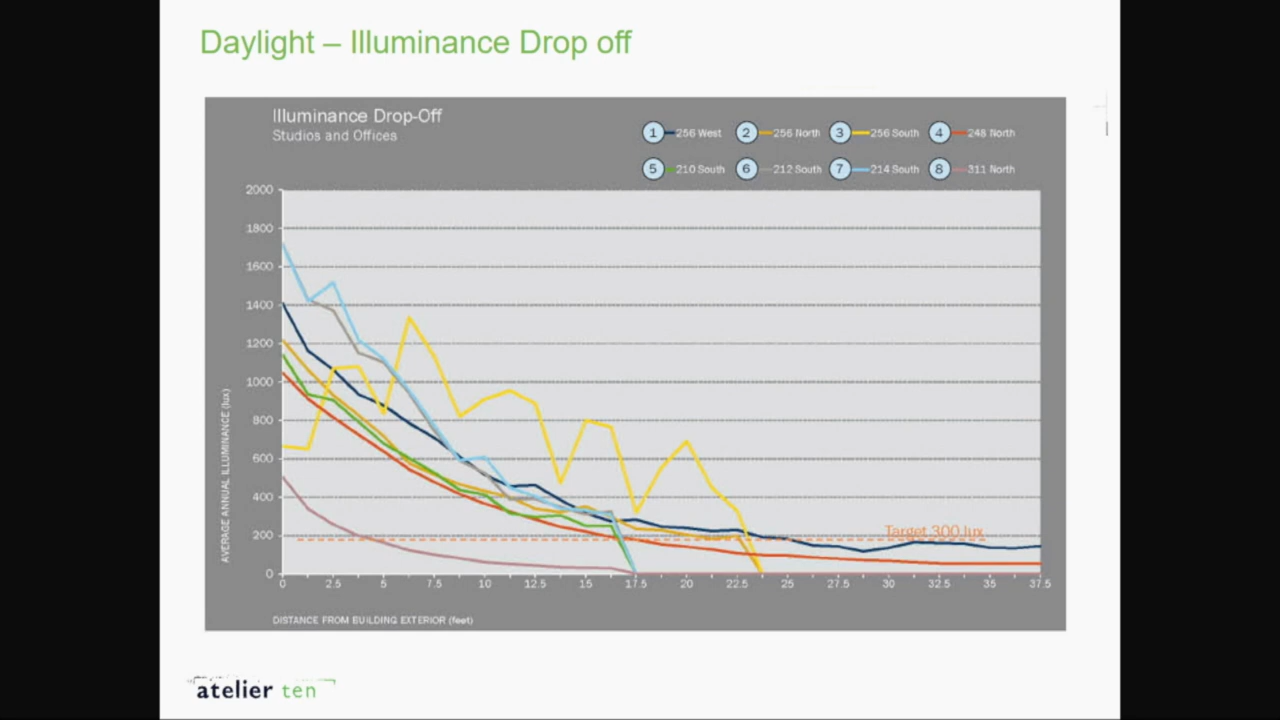 Daylight – Illuminance Drop off
Illuminance Drop-Off
Studios and Offices
1 256 West 2 256 North 3 256 South 4 248 North
5 210 South 6 212 South 7 214 South 8 311 North
2000
1800
1600
1400
1200
1000
800
600
400
200
0
AVERAGE ANNUAL ILLUMINANCE (lux)
Target 300 lux
0 2.5 5 7.5 10 12.5 15 17.5 20 22.5 25 27.5 30 32.5 35 37.5
DISTANCE FROM BUILDING EXTERIOR (feet)
atelier ten